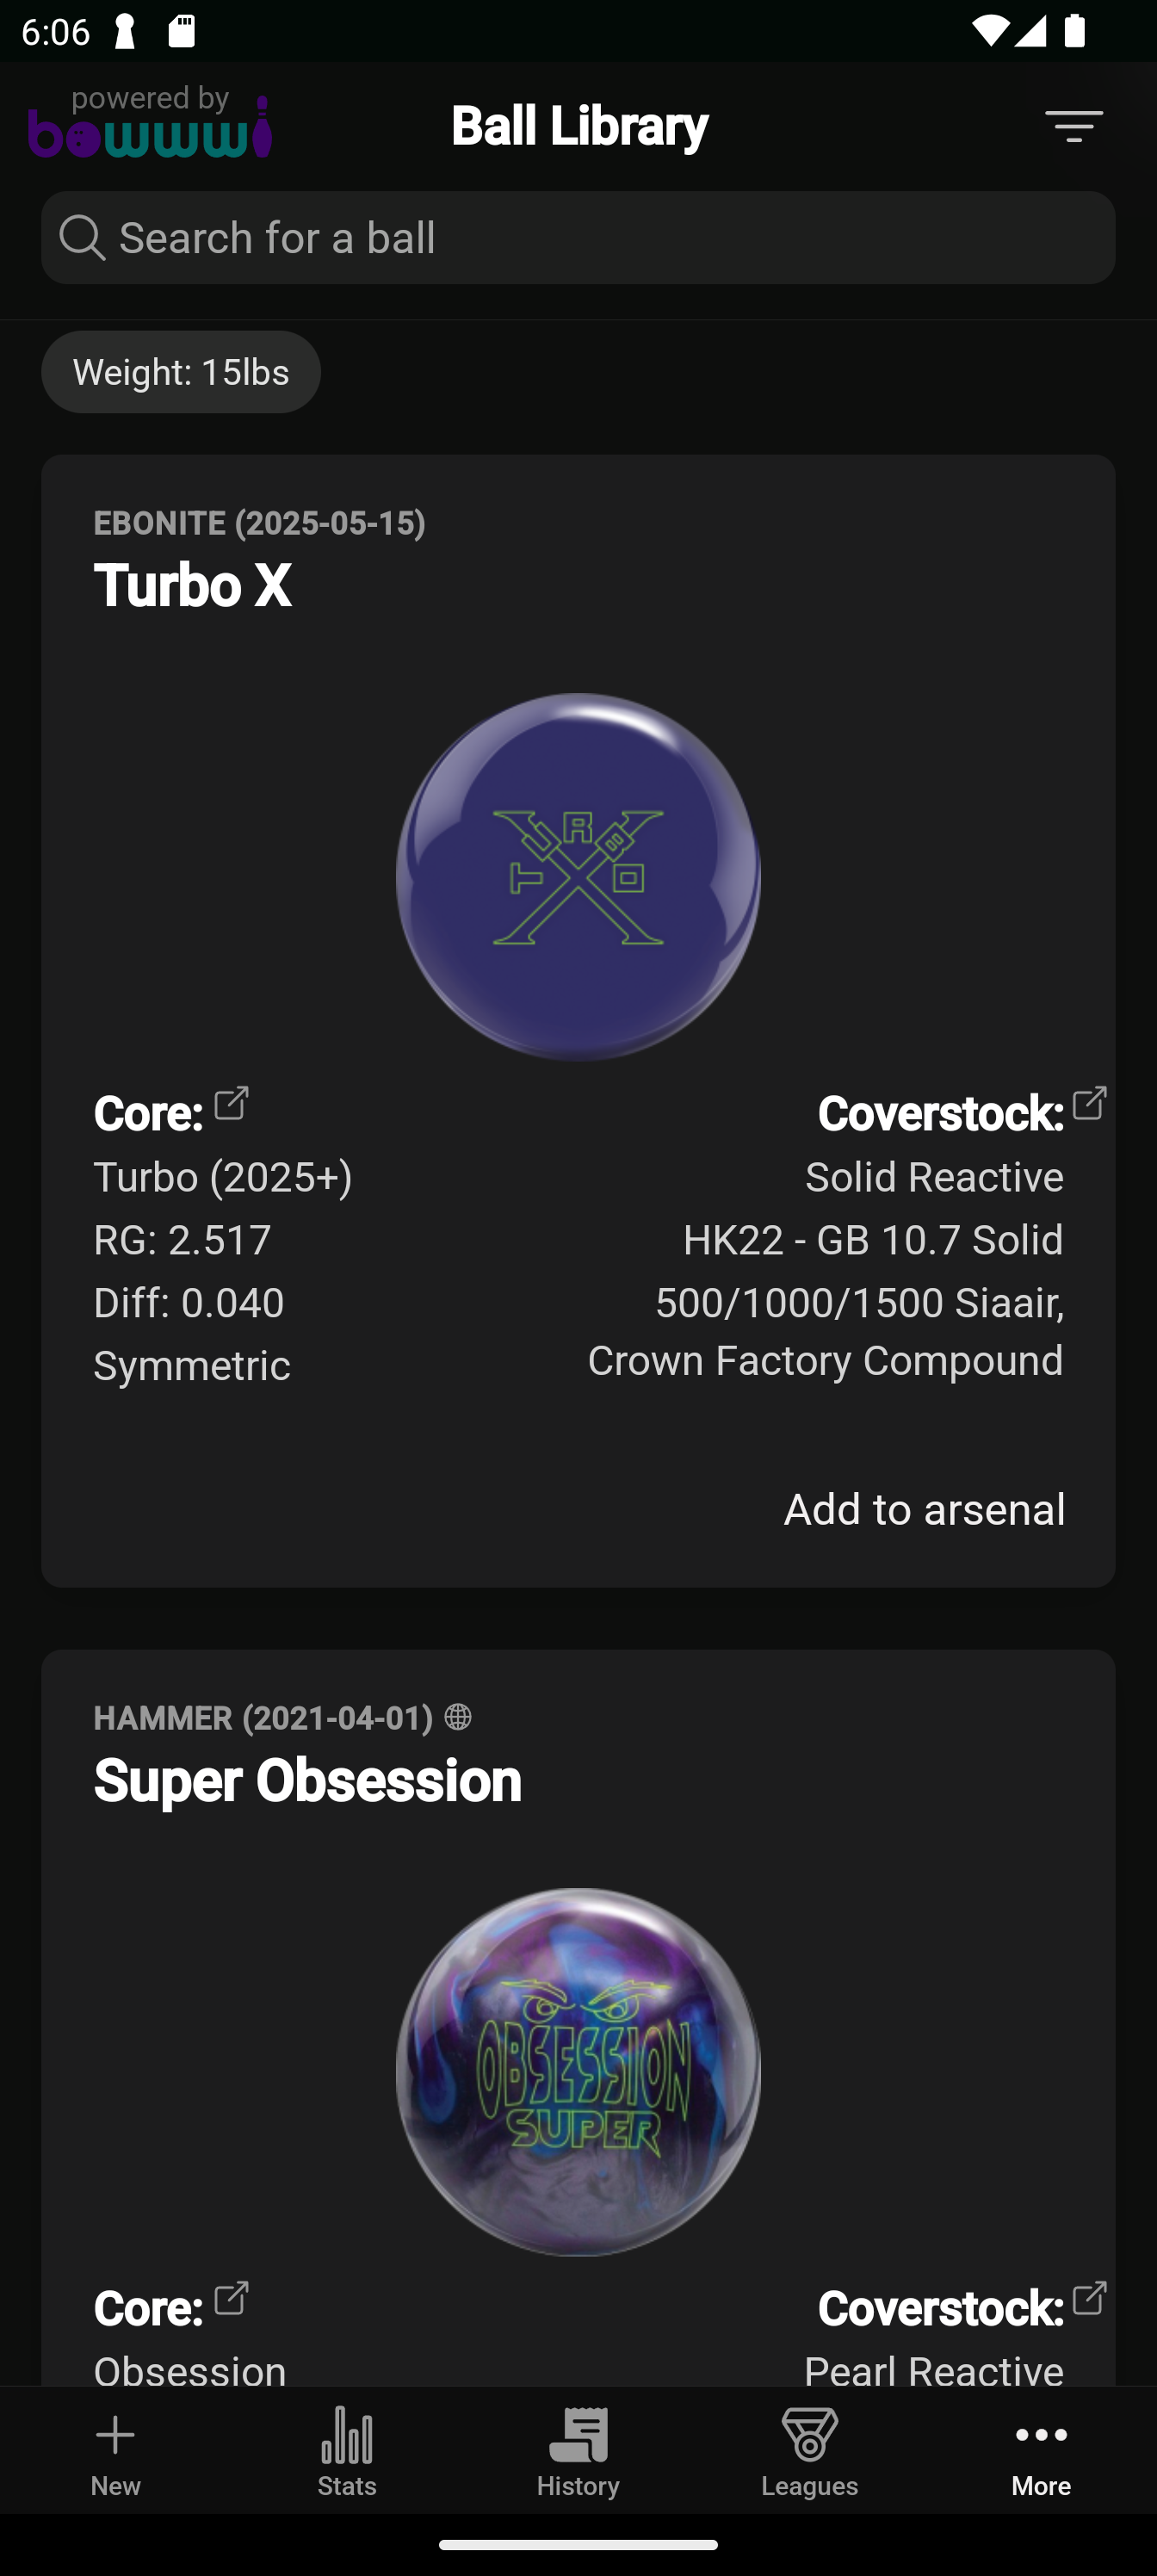 6:06
powered by
bowwwi
Ball Library
Search for a ball
Weight: 15lbs
EBONITE (2025-05-15)
Turbo X
TURBO X
Core:
Coverstock:
Turbo (2025+)
Solid Reactive
RG: 2.517
HK22 - GB 10.7 Solid
Diff: 0.040
500/1000/1500 Siaair,
Crown Factory Compound
Symmetric
Add to arsenal
HAMMER (2021-04-01)
Super Obsession
OBSESSION
SUPER
Core:
Coverstock:
Obsession
Pearl Reactive
New
Stats
History
Leagues
More